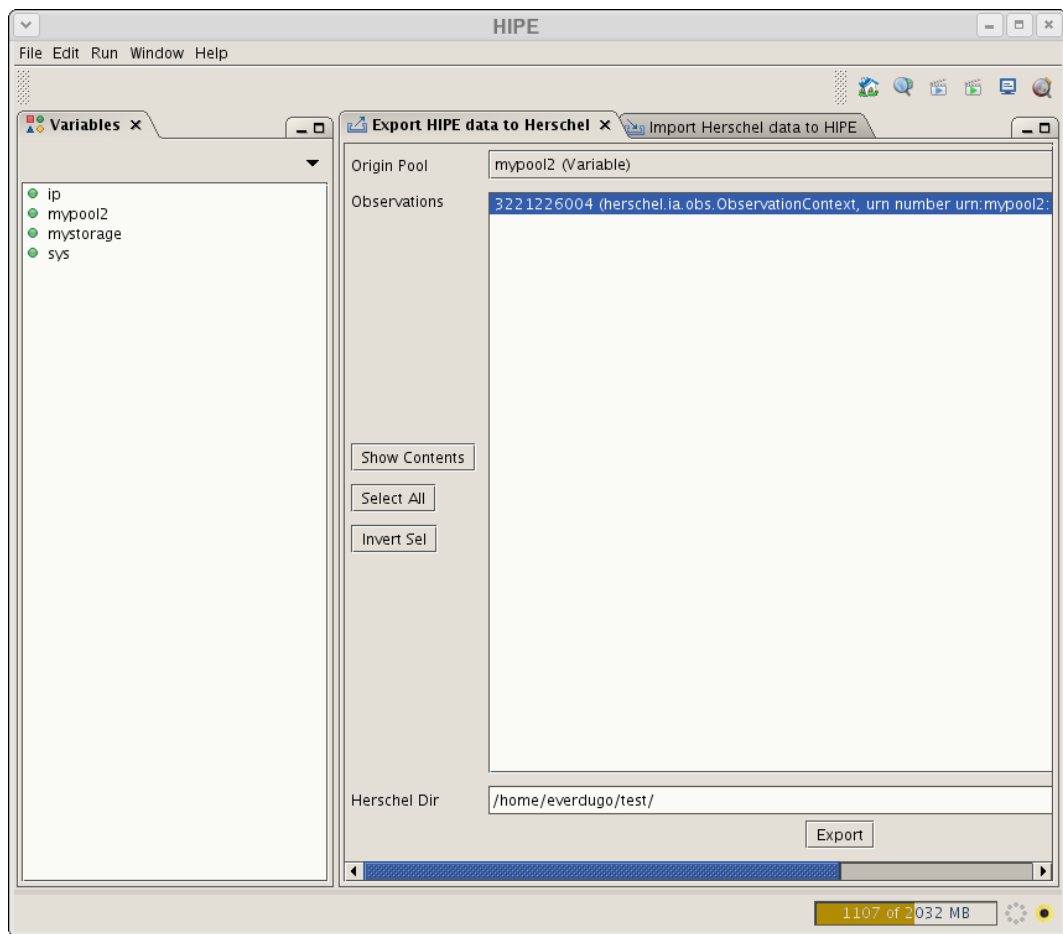 HIPE
File Edit Run Window Help
Variables
Export HIPE data to Herschel
Import Herschel data to HIPE
Origin Pool
mypool2 (Variable)
Observations
3221226004 (herschel.ia.obs.ObservationContext, urn number urn:mypool2:
ip
mypool2
mystorage
sys
Show Contents
Select All
Invert Sel
Herschel Dir
/home/everdugo/test/
Export
1107 of 2032 MB